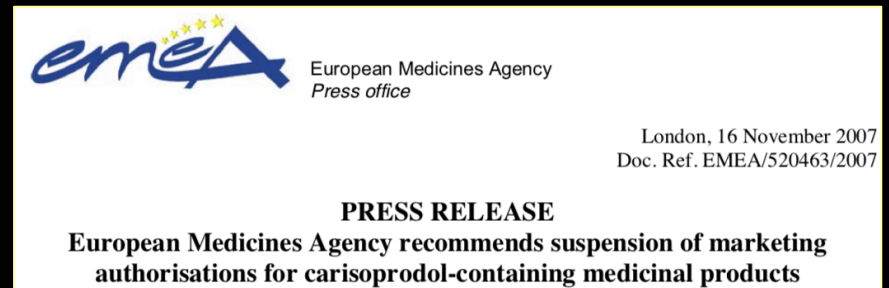 emea
European Medicines Agency
Press office
London, 16 November 2007
Doc. Ref. EMEA/520463/2007
PRESS RELEASE
European Medicines Agency recommends suspension of marketing
authorisations for carisoprodol-containing medicinal products